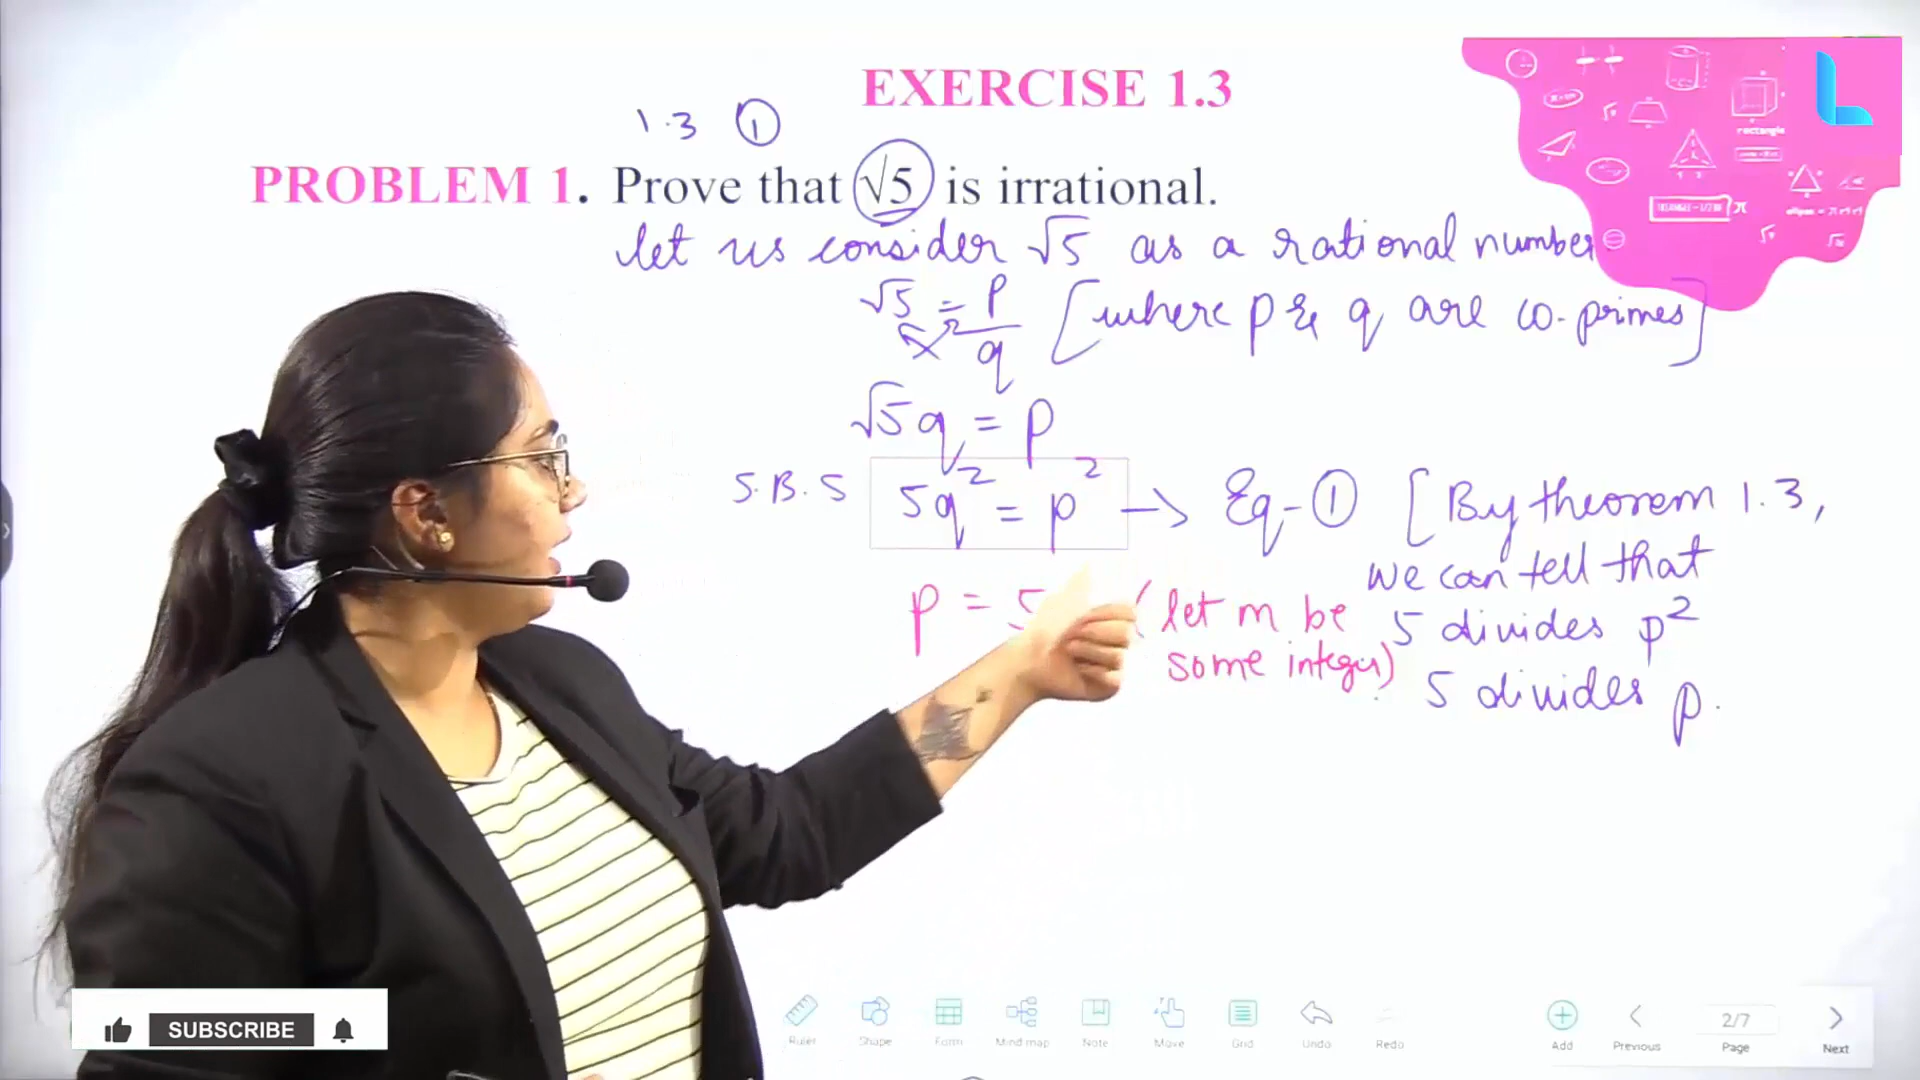 EXERCISE 1.3
1.3 ①
PROBLEM 1. Prove that √5 is irrational.
let us consider √5 as a rational number
√5 = p/q [where p & q are co-primes]
√5q = p
S.B.S 5q² = p² → Eq-① [By theorem 1.3,
we can tell that
p = 5 (let m be 5 divides p²
some integer) 5 divides p.
rectangle
SUBSCRIBE
Ruler Shape Form Mind map Note Move Grid Undo Redo Add Previous 2/7 Page Next